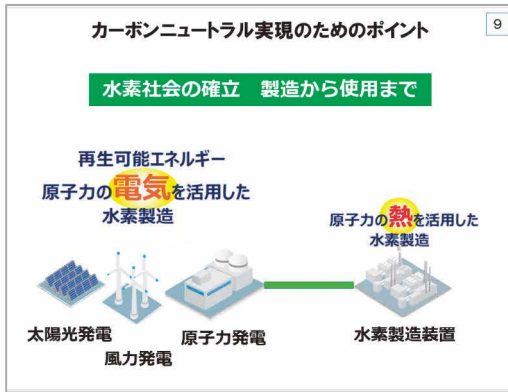 カーボンニュートラル実現のためのポイント
9
水素社会の確立　製造から使用まで
再生可能エネルギー
原子力の電気を活用した
水素製造
原子力の熱を活用した
水素製造
太陽光発電
風力発電
原子力発電
水素製造装置